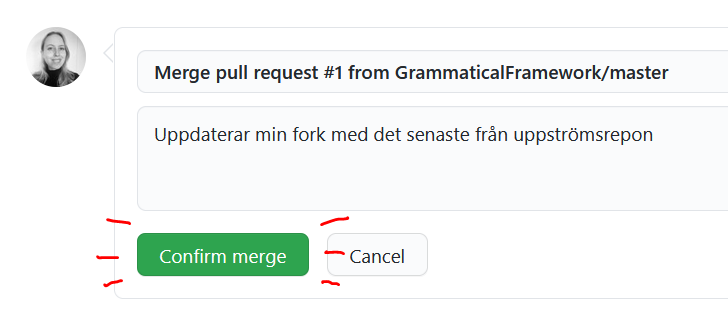 Merge pull request #1 from GrammaticalFramework/master
Uppdaterar min fork med det senaste från uppströmsrepon
Confirm merge
Cancel